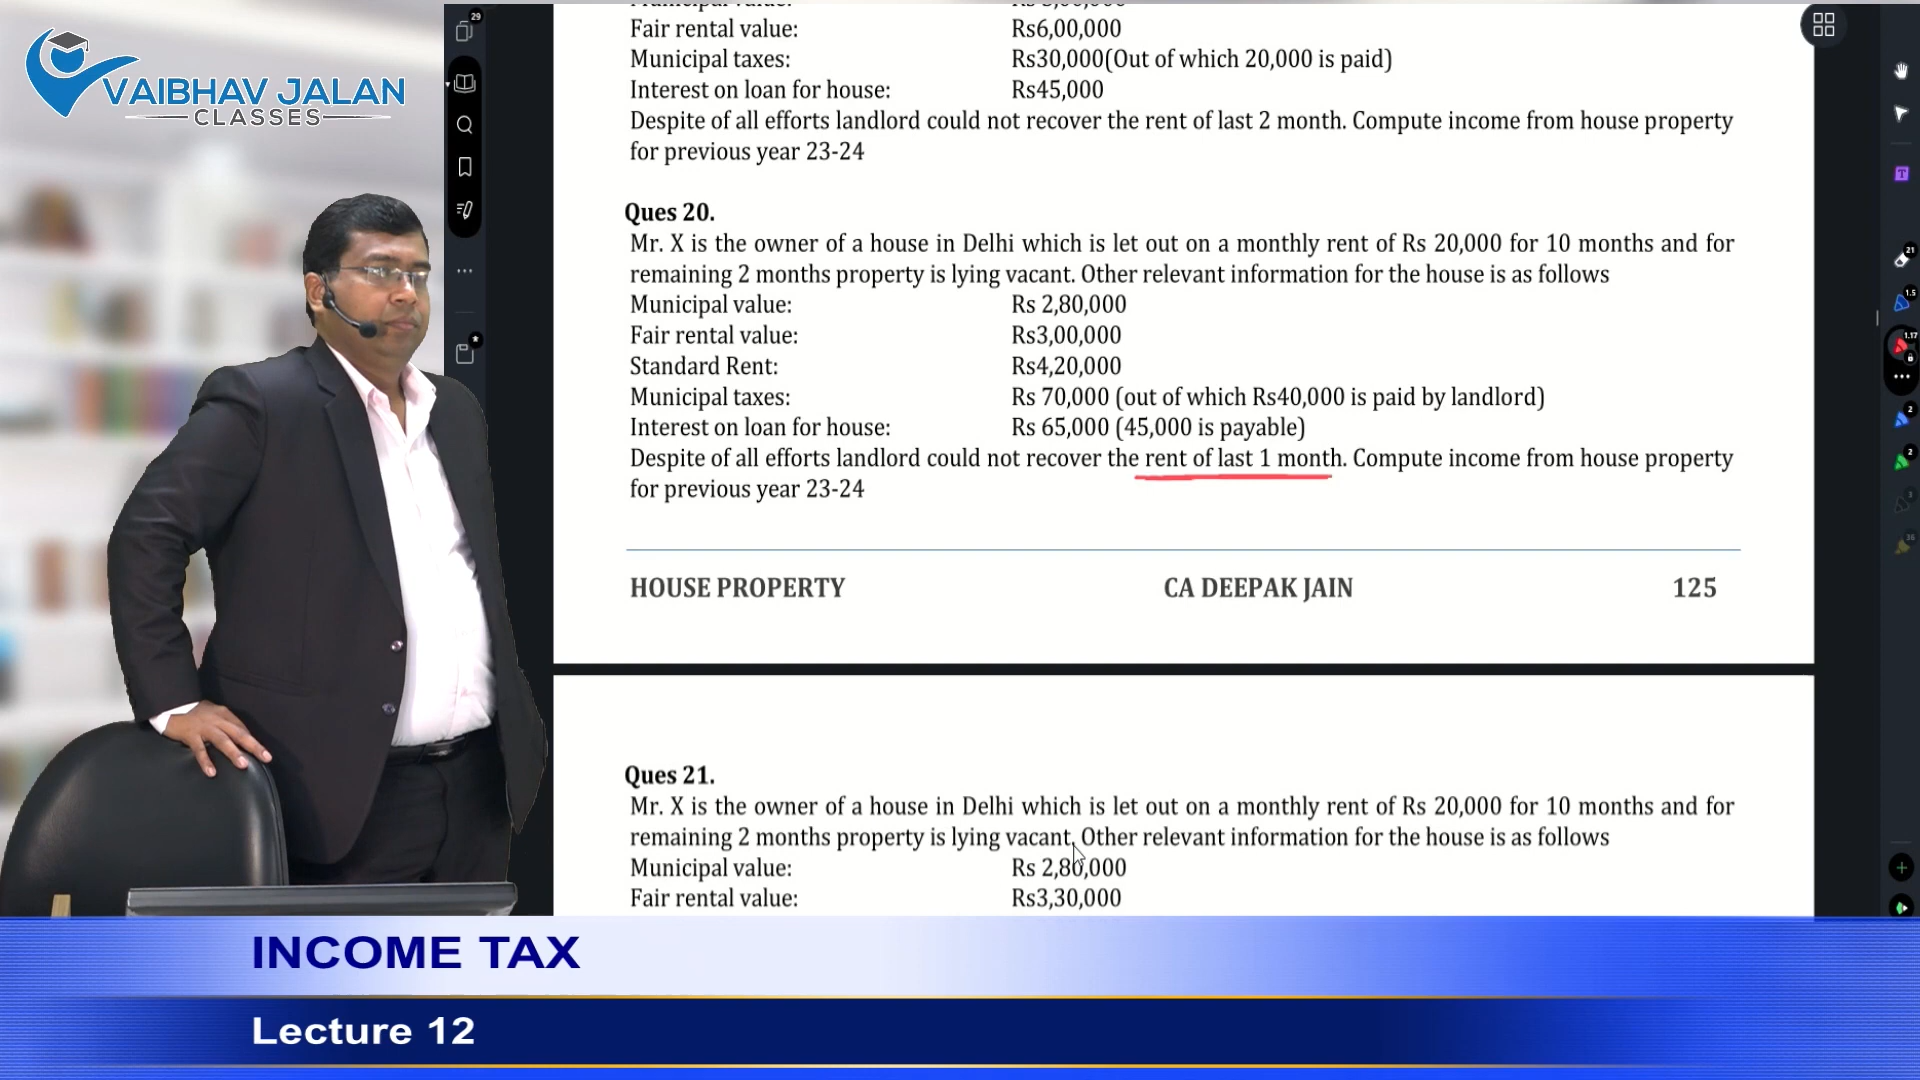 VAIBHAV JALAN
CLASSES
29
Fair rental value: Rs6,00,000
Municipal taxes: Rs30,000(Out of which 20,000 is paid)
Interest on loan for house: Rs45,000
Despite of all efforts landlord could not recover the rent of last 2 month. Compute income from house property
for previous year 23-24
Ques 20.
Mr. X is the owner of a house in Delhi which is let out on a monthly rent of Rs 20,000 for 10 months and for
remaining 2 months property is lying vacant. Other relevant information for the house is as follows
Municipal value: Rs 2,80,000
Fair rental value: Rs3,00,000
Standard Rent: Rs4,20,000
Municipal taxes: Rs 70,000 (out of which Rs40,000 is paid by landlord)
Interest on loan for house: Rs 65,000 (45,000 is payable)
Despite of all efforts landlord could not recover the rent of last 1 month. Compute income from house property
for previous year 23-24
HOUSE PROPERTY CA DEEPAK JAIN 125
Ques 21.
Mr. X is the owner of a house in Delhi which is let out on a monthly rent of Rs 20,000 for 10 months and for
remaining 2 months property is lying vacant. Other relevant information for the house is as follows
Municipal value: Rs 2,80,000
Fair rental value: Rs3,30,000
T
21
1.5
1.17
2
2
3
36
INCOME TAX
Lecture 12